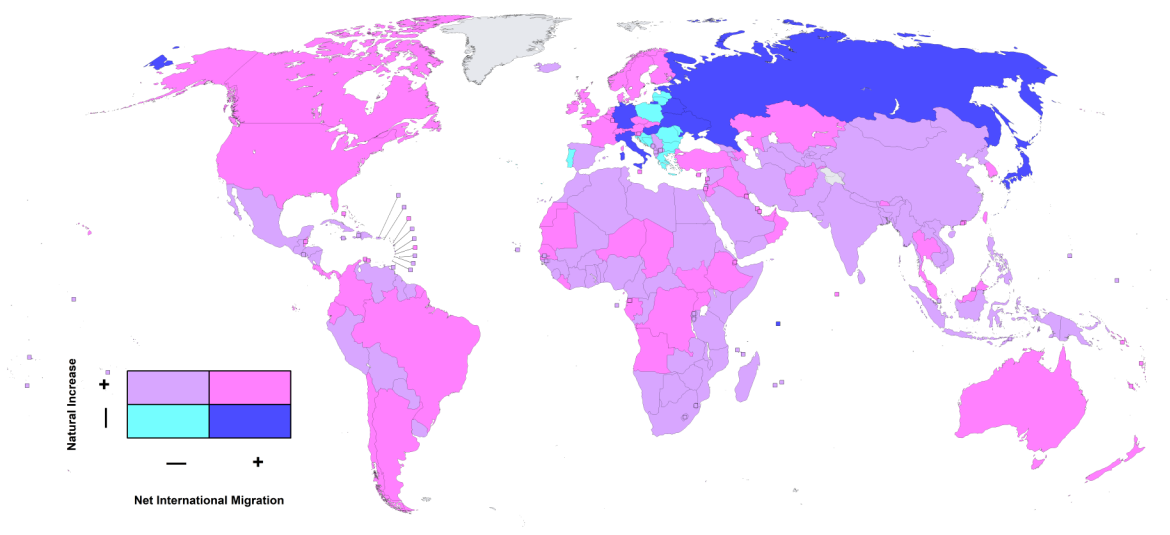 Natural Increase
+
—
— +
Net International Migration